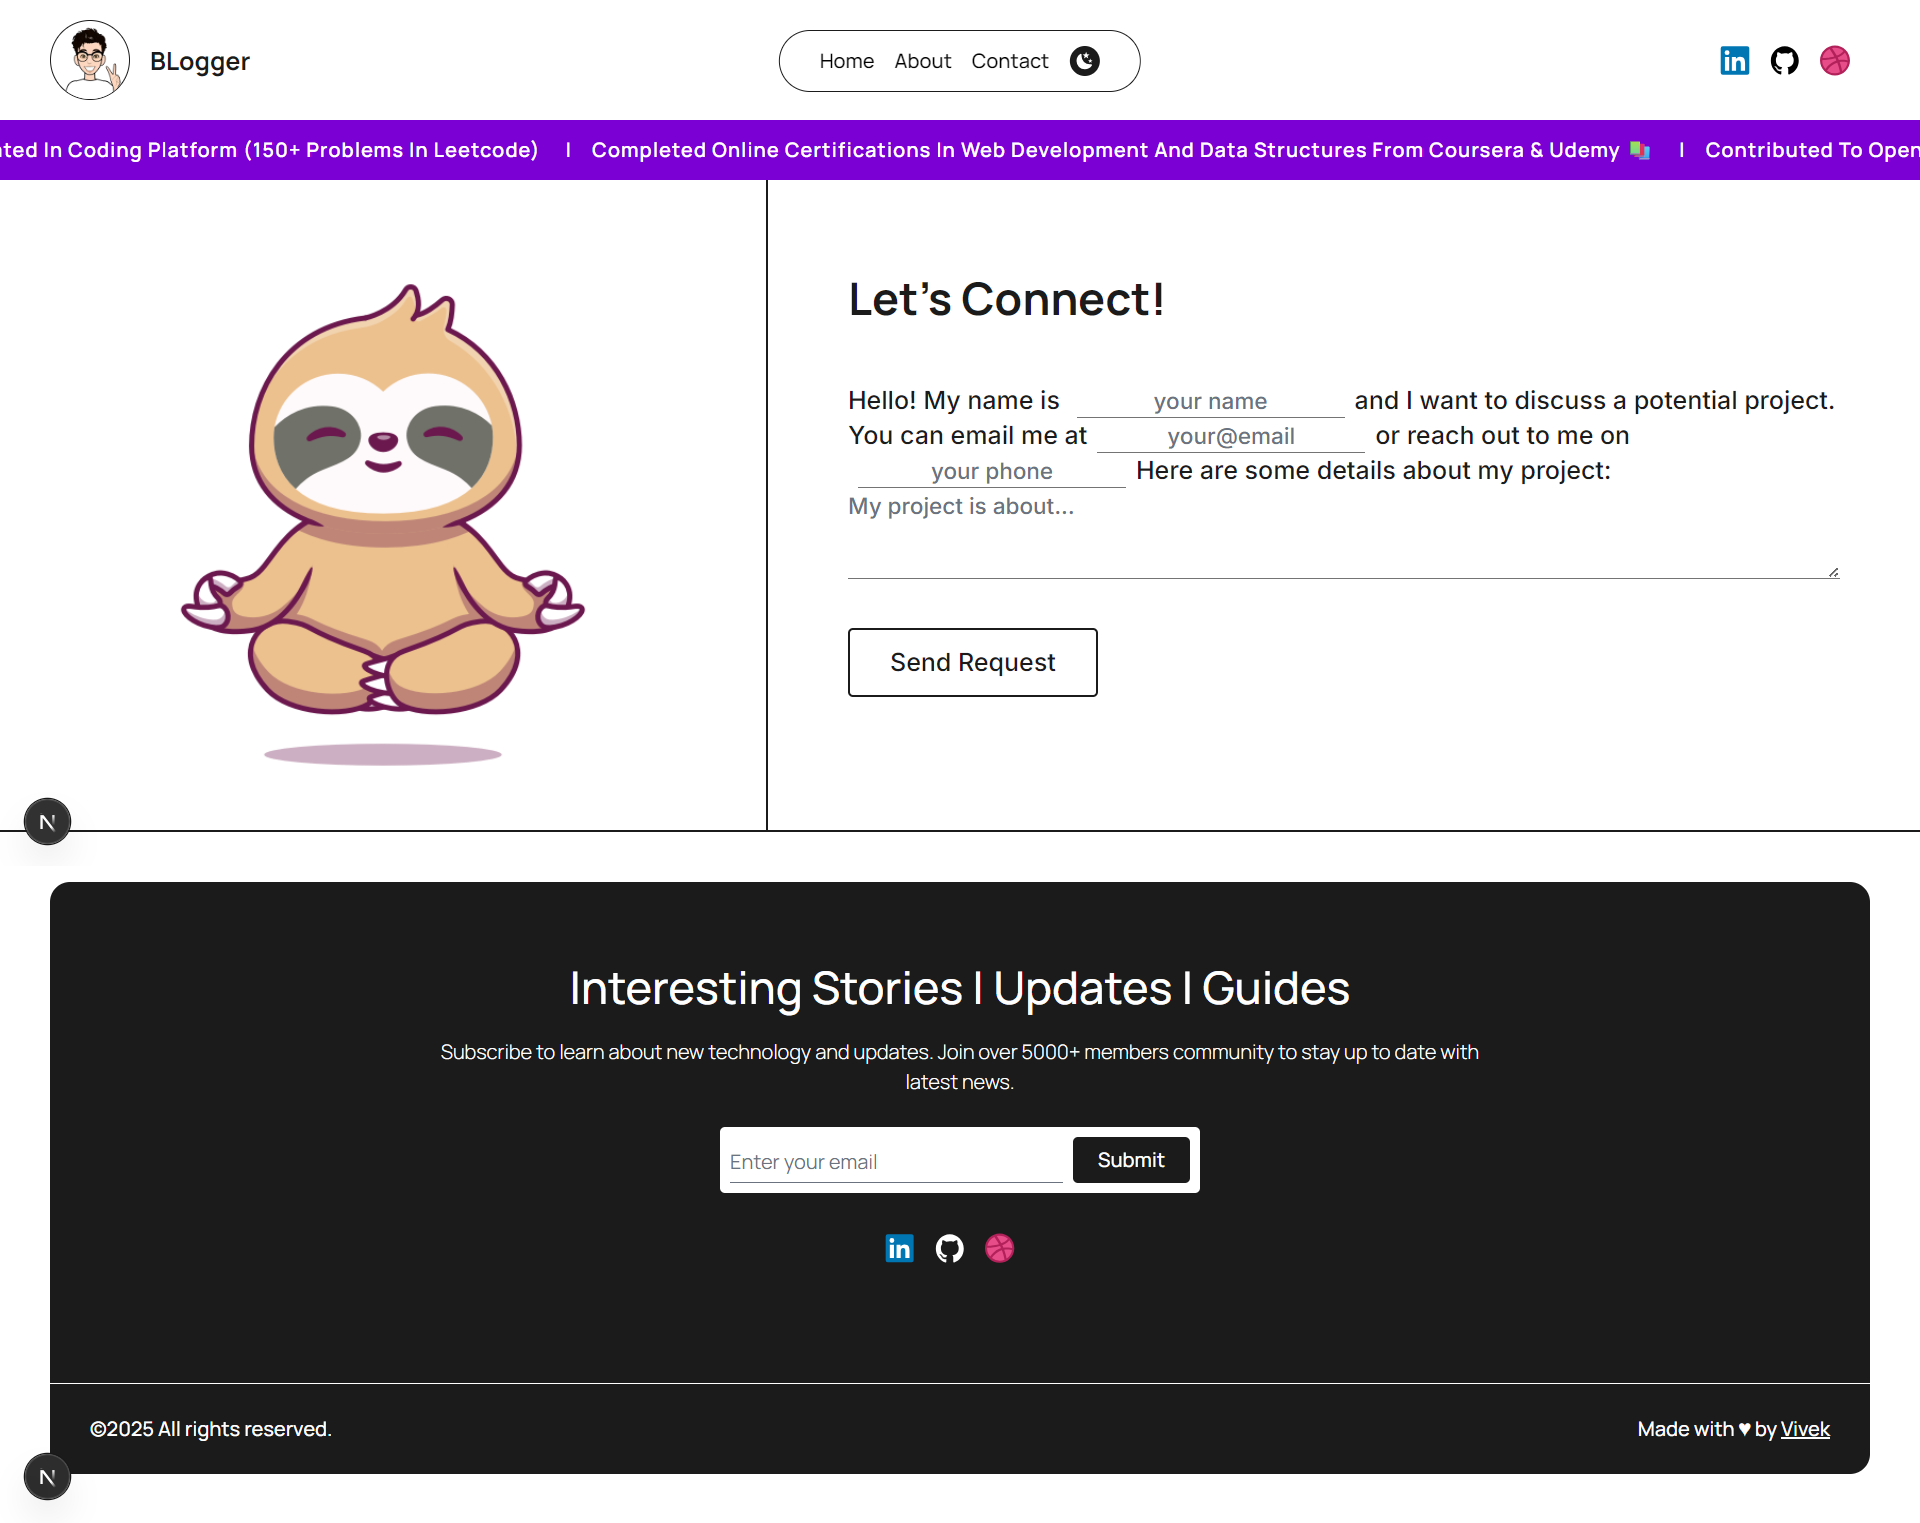 BLogger
Home About Contact
In Coding Platform (150+ Problems In Leetcode) | Completed Online Certifications In Web Development And Data Structures From Coursera & Udemy 📚 | Contributed To Open
Let's Connect!
Hello! My name is your name and I want to discuss a potential project.
You can email me at your@email or reach out to me on
your phone Here are some details about my project:
My project is about...
Send Request
N
Interesting Stories | Updates | Guides
Subscribe to learn about new technology and updates. Join over 5000+ members community to stay up to date with
latest news.
Enter your email Submit
in
©2025 All rights reserved. Made with ♥ by Vivek
N